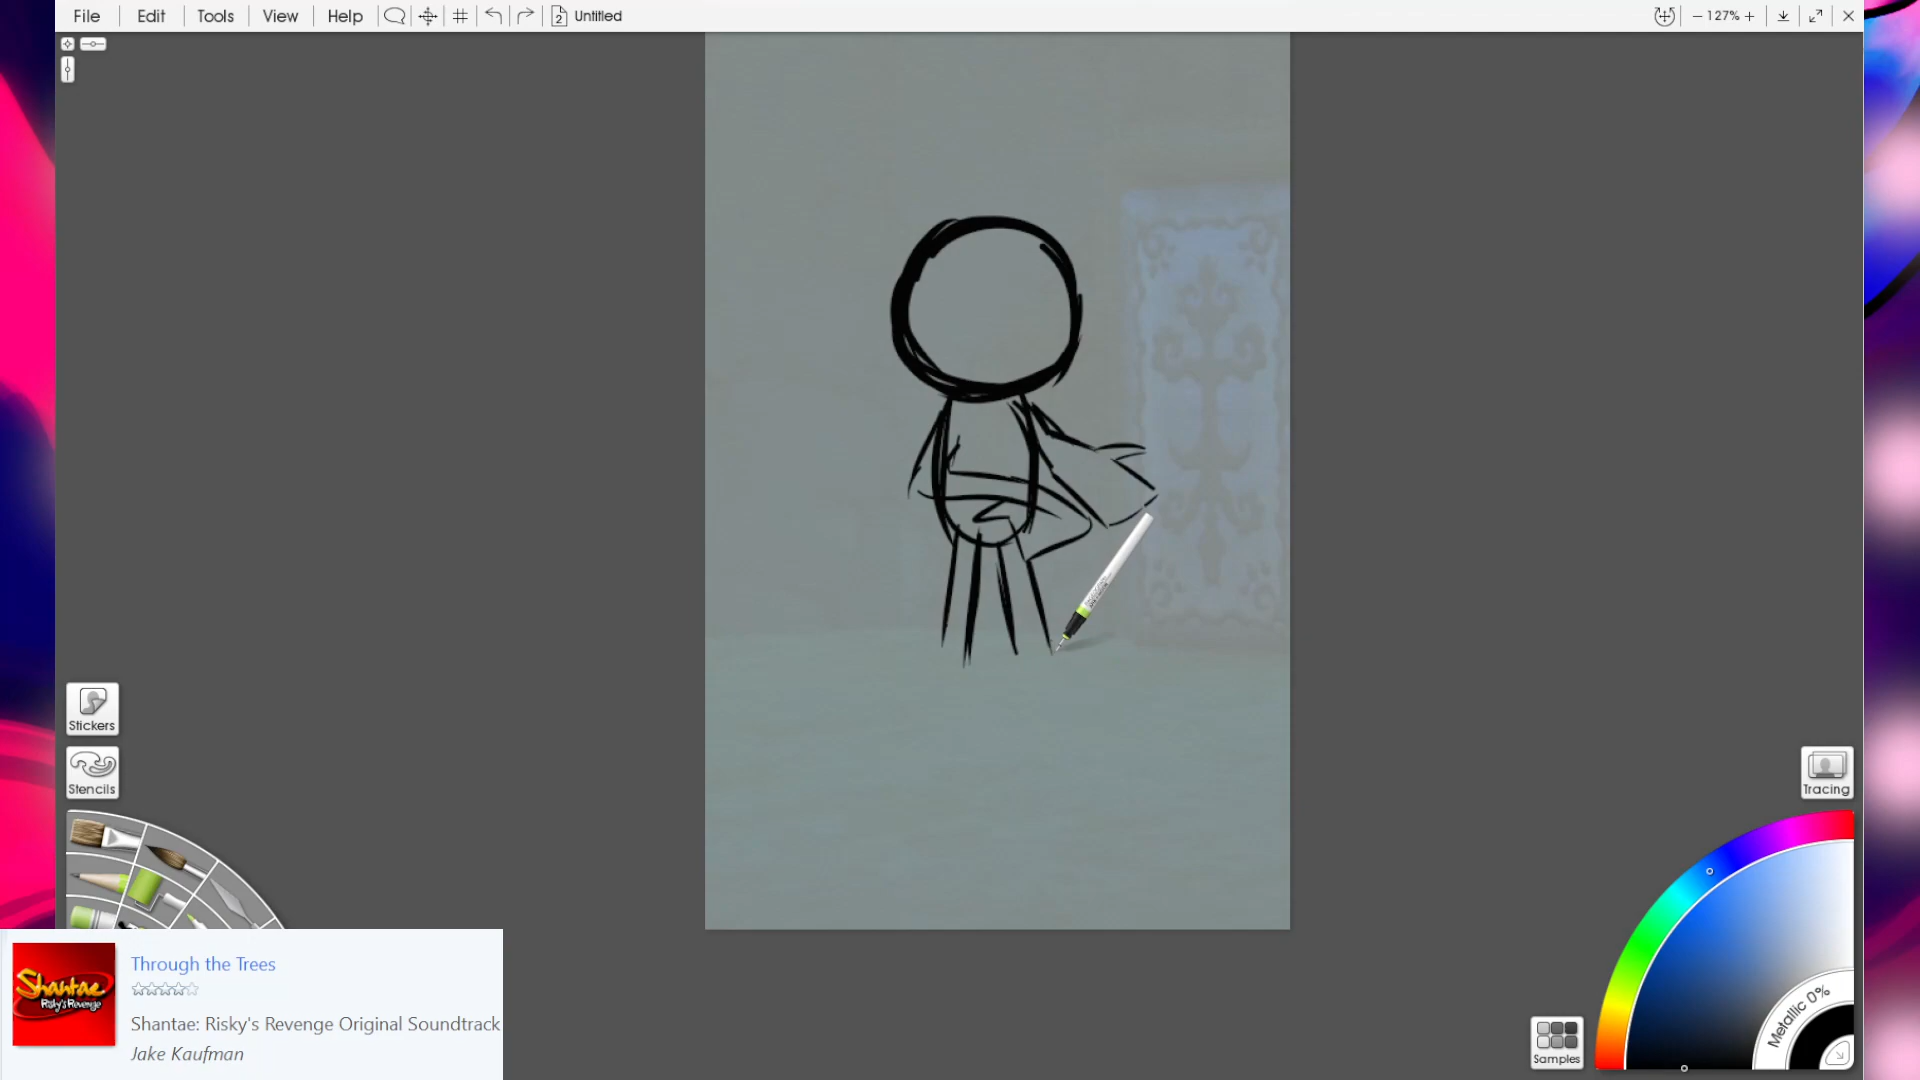 File Edit Tools View Help 2 Untitled 127%
Stickers
Stencils
Tracing
Metallic 0%
Samples
Shantae
Risky's Revenge
Through the Trees
Shantae: Risky's Revenge Original Soundtrack
Jake Kaufman